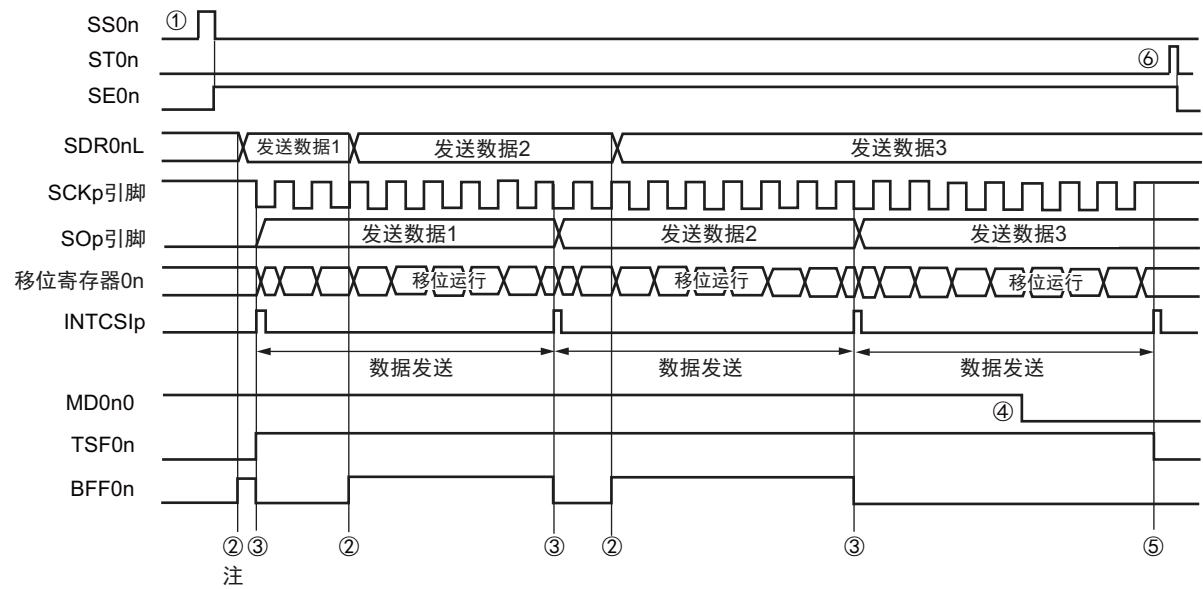 SS0n ①
ST0n ⑥
SE0n
SDR0nL 发送数据1 发送数据2 发送数据3
SCKp引脚
SOp引脚 发送数据1 发送数据2 发送数据3
移位寄存器0n 移位运行 移位运行 移位运行
INTCSIp
数据发送 数据发送 数据发送
MD0n0 ④
TSF0n
BFF0n
② ③ ② ③ ② ③ ⑤
注